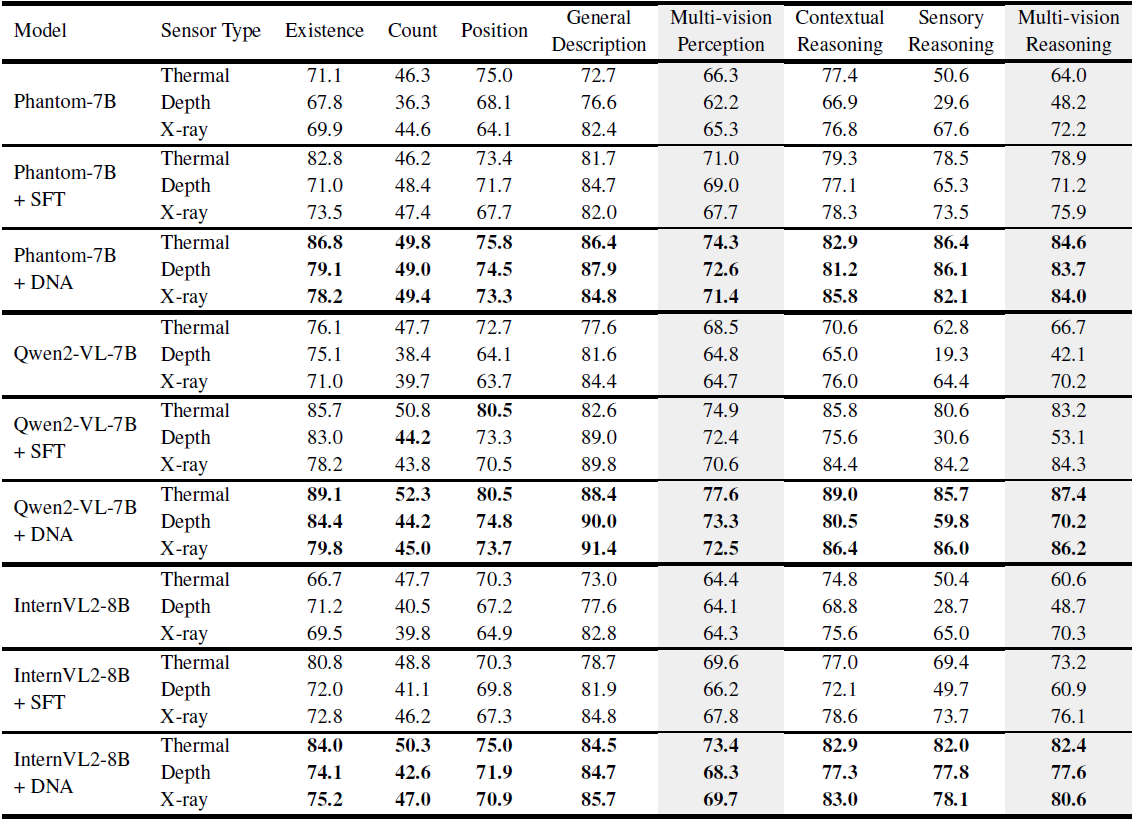 Model Sensor Type Existence Count Position General Description Multi-vision Perception Contextual Reasoning Sensory Reasoning Multi-vision Reasoning
Phantom-7B
Thermal 71.1 46.3 75.0 72.7 66.3 77.4 50.6 64.0
Depth 67.8 36.3 68.1 76.6 62.2 66.9 29.6 48.2
X-ray 69.9 44.6 64.1 82.4 65.3 76.8 67.6 72.2
Phantom-7B + SFT
Thermal 82.8 46.2 73.4 81.7 71.0 79.3 78.5 78.9
Depth 71.0 48.4 71.7 84.7 69.0 77.1 65.3 71.2
X-ray 73.5 47.4 67.7 82.0 67.7 78.3 73.5 75.9
Phantom-7B + DNA
Thermal 86.8 49.8 75.8 86.4 74.3 82.9 86.4 84.6
Depth 79.1 49.0 74.5 87.9 72.6 81.2 86.1 83.7
X-ray 78.2 49.4 73.3 84.8 71.4 85.8 82.1 84.0
Qwen2-VL-7B
Thermal 76.1 47.7 72.7 77.6 68.5 70.6 62.8 66.7
Depth 75.1 38.4 64.1 81.6 64.8 65.0 19.3 42.1
X-ray 71.0 39.7 63.7 84.4 64.7 76.0 64.4 70.2
Qwen2-VL-7B + SFT
Thermal 85.7 50.8 80.5 82.6 74.9 85.8 80.6 83.2
Depth 83.0 44.2 73.3 89.0 72.4 75.6 30.6 53.1
X-ray 78.2 43.8 70.5 89.8 70.6 84.4 84.2 84.3
Qwen2-VL-7B + DNA
Thermal 89.1 52.3 80.5 88.4 77.6 89.0 85.7 87.4
Depth 84.4 44.2 74.8 90.0 73.3 80.5 59.8 70.2
X-ray 79.8 45.0 73.7 91.4 72.5 86.4 86.0 86.2
InternVL2-8B
Thermal 66.7 47.7 70.3 73.0 64.4 74.8 50.4 60.6
Depth 71.2 40.5 67.2 77.6 64.1 68.8 28.7 48.7
X-ray 69.5 39.8 64.9 82.8 64.3 75.6 65.0 70.3
InternVL2-8B + SFT
Thermal 80.8 48.8 70.3 78.7 69.6 77.0 69.4 73.2
Depth 72.0 41.1 69.8 81.9 66.2 72.1 49.7 60.9
X-ray 72.8 46.2 67.3 84.8 67.8 78.6 73.7 76.1
InternVL2-8B + DNA
Thermal 84.0 50.3 75.0 84.5 73.4 82.9 82.0 82.4
Depth 74.1 42.6 71.9 84.7 68.3 77.3 77.8 77.6
X-ray 75.2 47.0 70.9 85.7 69.7 83.0 78.1 80.6